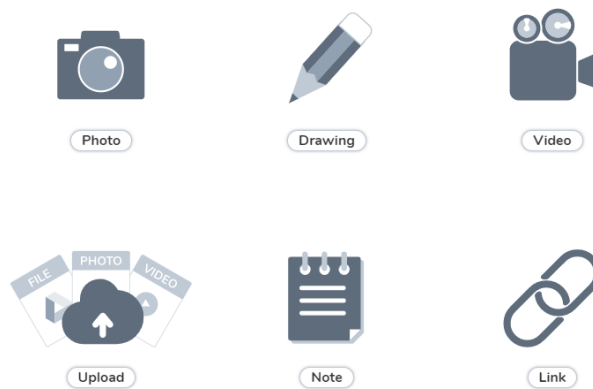 Photo
Drawing
Video
FILE
PHOTO
VIDEO
Upload
Note
Link